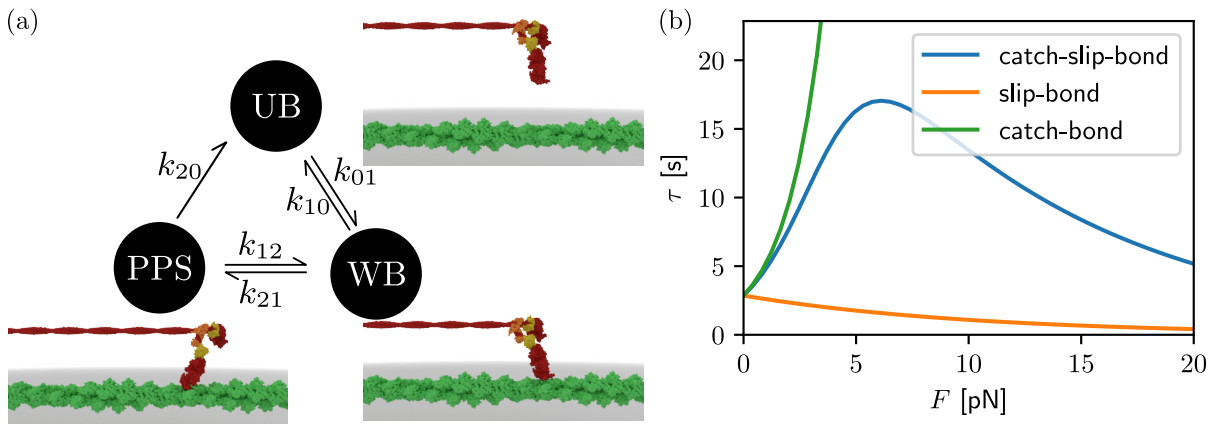 (a)
UB
k20
k01
k10
PPS
k12
k21
WB
(b)
20
15
10
5
0
τ [s]
catch-slip-bond
slip-bond
catch-bond
0 5 10 15 20
F [pN]